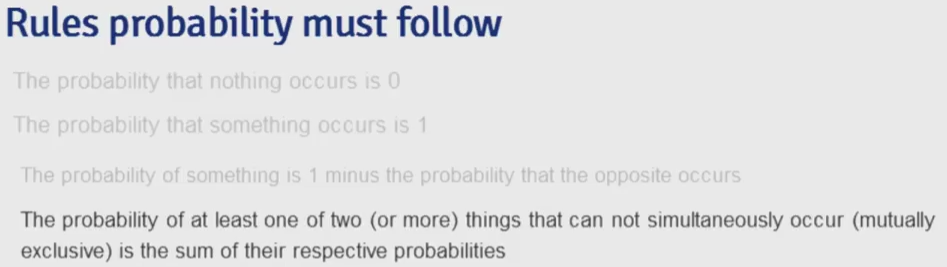 Rules probability must follow
The probability that nothing occurs is 0
The probability that something occurs is 1
The probability of something is 1 minus the probability that the opposite occurs
The probability of at least one of two (or more) things that can not simultaneously occur (mutually
exclusive) is the sum of their respective probabilities